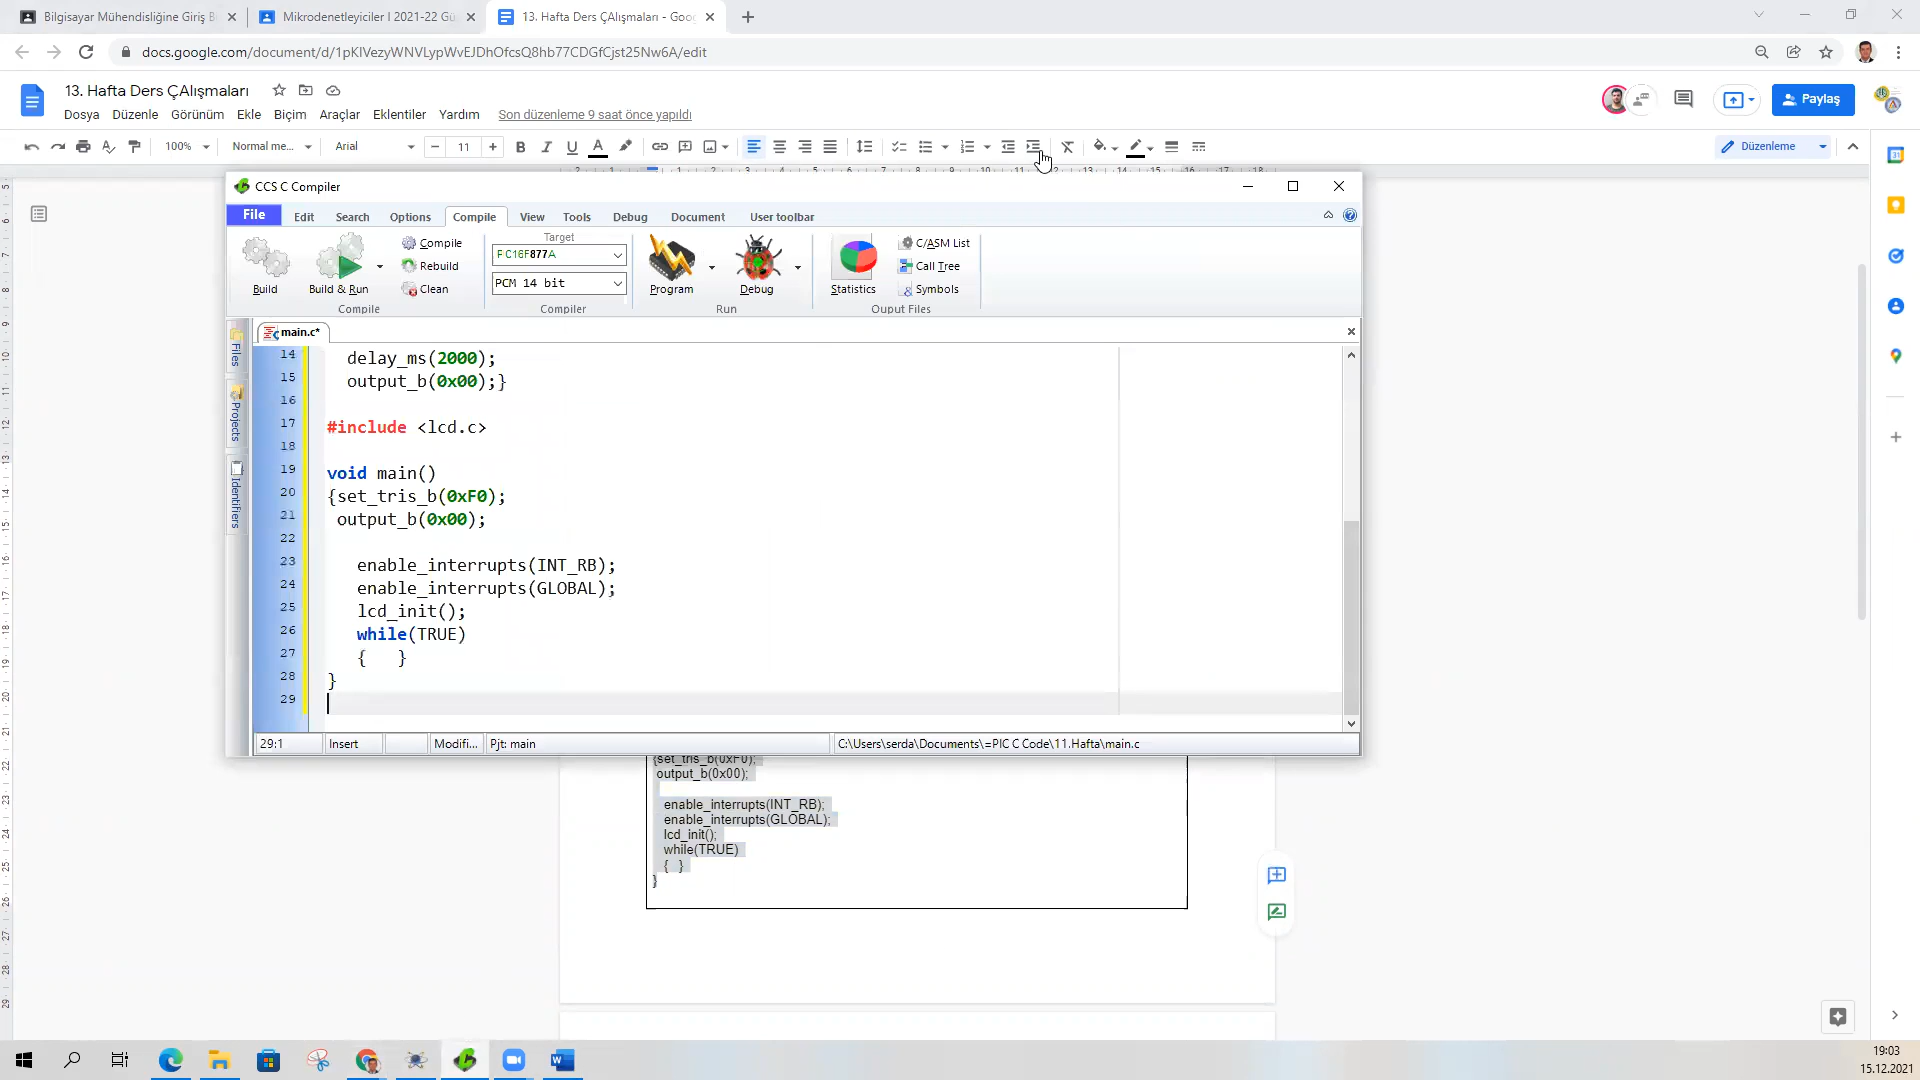 Bilgisayar Mühendisliğine Giriş B
Mikrodenetleyiciler I 2021-22 Gü
13. Hafta Ders ÇAlışmaları - Goo
docs.google.com/document/d/1pKlVezyWNVLypWvEJDhOfcsQ8hb77CDGfCjst25Nw6A/edit
13. Hafta Ders ÇAlışmaları
Dosya Düzenle Görünüm Ekle Biçim Araçlar Eklentiler Yardım Son düzenleme 9 saat önce yapıldı
Paylaş
100% Normal me... Arial 11 Düzenleme
CCS C Compiler
File Edit Search Options Compile View Tools Debug Document User toolbar
Build
Build & Run
Compile
Rebuild
Clean
Compile
Target
PIC16F877A
PCM 14 bit
Compiler
Program
Debug
Run
Statistics
C/ASM List
Call Tree
Symbols
Ouput Files
main.c*
Files
Projects
Identifiers
14 delay_ms(2000);
15 output_b(0x00);}
16
17 #include <lcd.c>
18
19 void main()
20 {set_tris_b(0xF0);
21 output_b(0x00);
22
23 enable_interrupts(INT_RB);
24 enable_interrupts(GLOBAL);
25 lcd_init();
26 while(TRUE)
27 { }
28 }
29
29:1 Insert Modifi... Pjt: main C:\Users\serda\Documents\=PIC C Code\11.Hafta\main.c
{set_tris_b(0xF0);
output_b(0x00);
enable_interrupts(INT_RB);
enable_interrupts(GLOBAL);
lcd_init();
while(TRUE)
{ }
}
19:03
15.12.2021